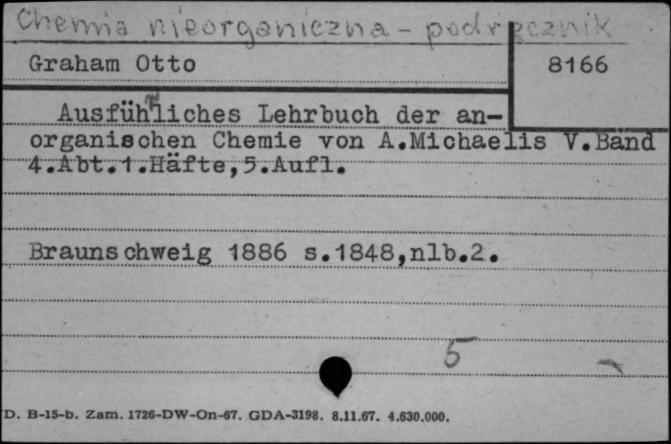 Chemia nieorganiczna - podręcznik
Graham Otto 8166
Ausführliches Lehrbuch der an-
organischen Chemie von A.Michaelis V.Band
4.Abt.1.Häfte,5.Aufl.
Braunschweig 1886 s.1848,nlb.2.
5
D. B-15-b. Zam. 1726-DW-On-67. GDA-3198. 8.11.67. 4.630.000.